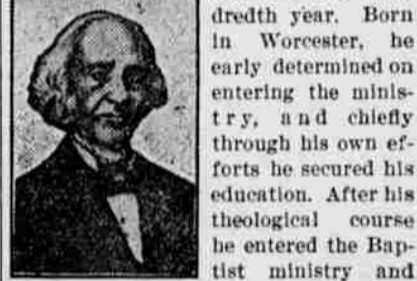 dredth year. Born
in Worcester, he
early determined on
entering the minis-
try, and chiefly
through his own ef-
forts he secured his
education. After his
theological course
he entered the Bap-
tist ministry and